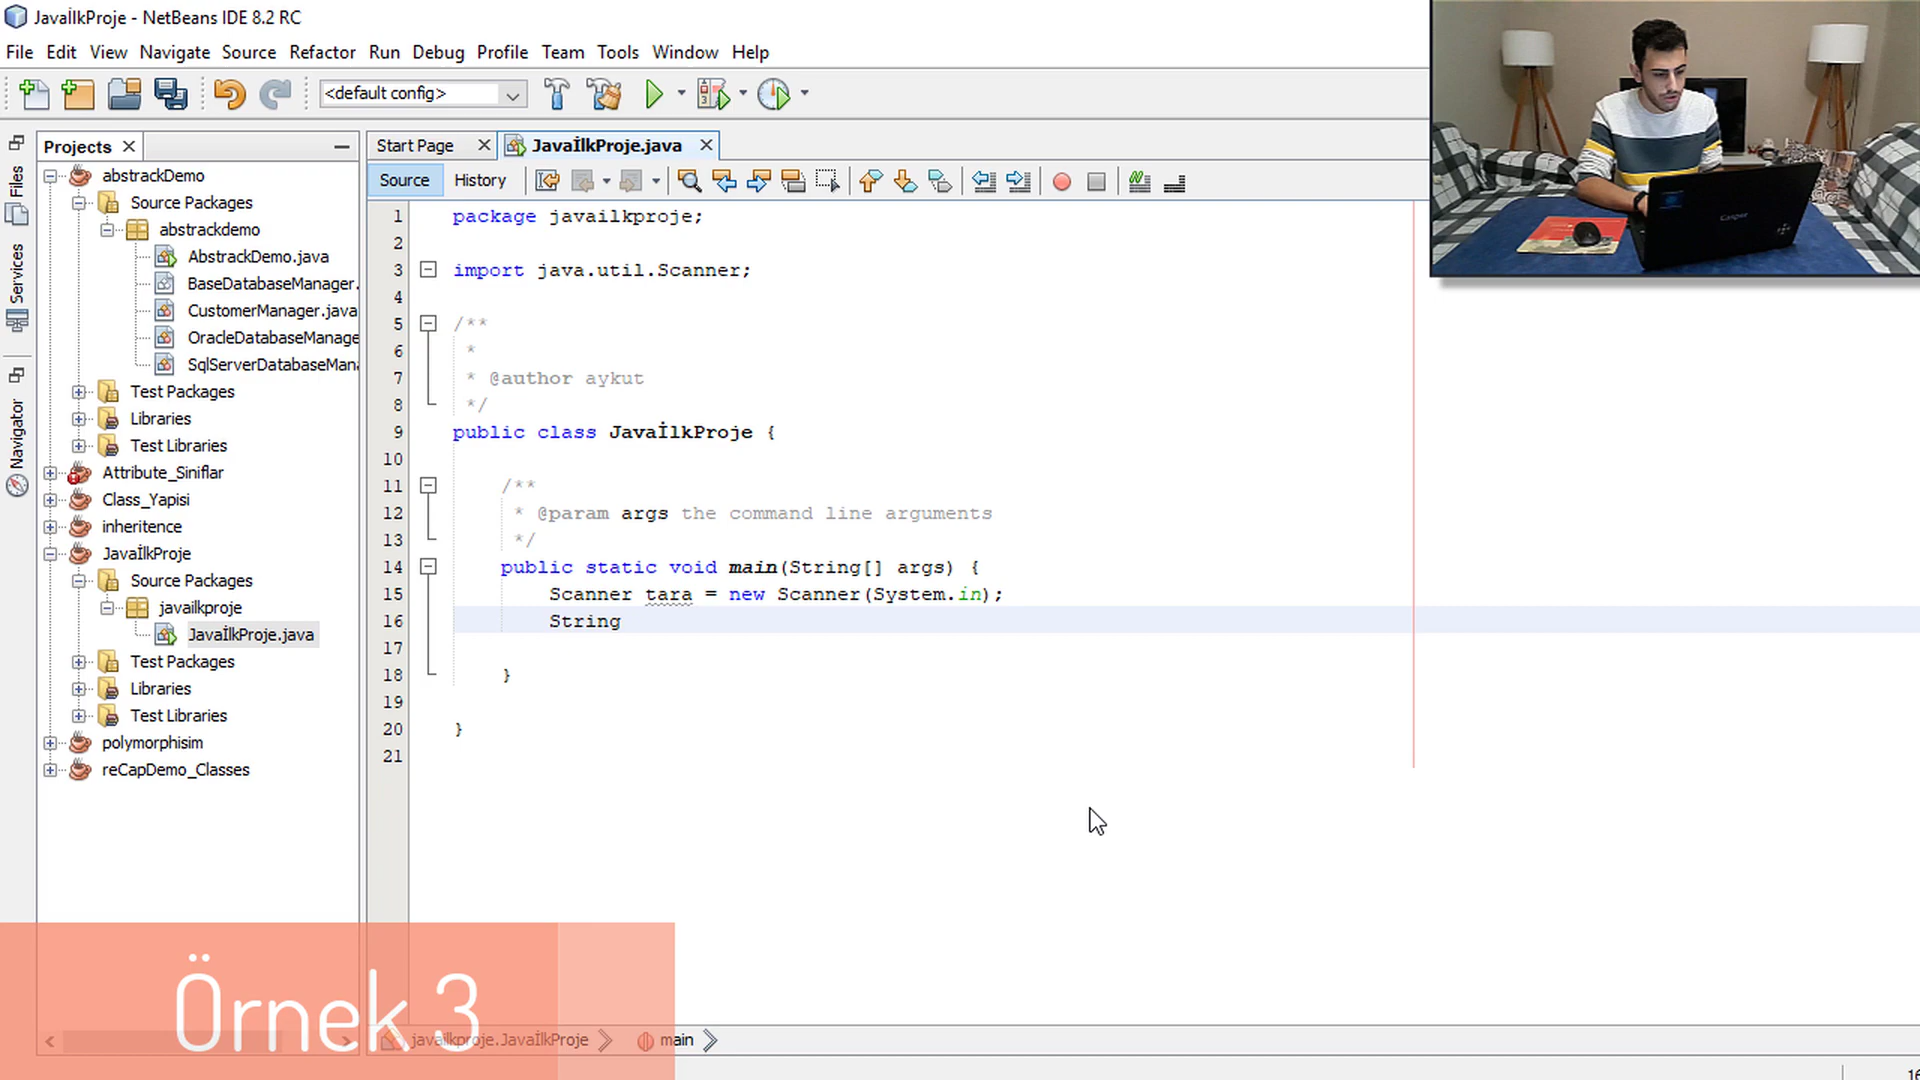 JavaİlkProje - NetBeans IDE 8.2 RC
File Edit View Navigate Source Refactor Run Debug Profile Team Tools Window Help
<default config>
Projects
Files
Services
Navigator
abstrackDemo
Source Packages
abstrackdemo
AbstrackDemo.java
BaseDatabaseManager.
CustomerManager.java
OracleDatabaseManage
SqlServerDatabaseMan
Test Packages
Libraries
Test Libraries
Attribute_Siniflar
Class_Yapisi
inheritence
JavaİlkProje
Source Packages
javailkproje
JavaİlkProje.java
Test Packages
Libraries
Test Libraries
polymorphisim
reCapDemo_Classes
Start Page
JavaİlkProje.java
Source History
1 package javailkproje;
2
3 import java.util.Scanner;
4
5 /**
6 *
7 * @author aykut
8 */
9 public class JavaİlkProje {
10
11 /**
12 * @param args the command line arguments
13 */
14 public static void main(String[] args) {
15 Scanner tara = new Scanner(System.in);
16 String
17
18 }
19
20 }
21
javailkproje.JavaİlkProje main
Örnek 3
Casper